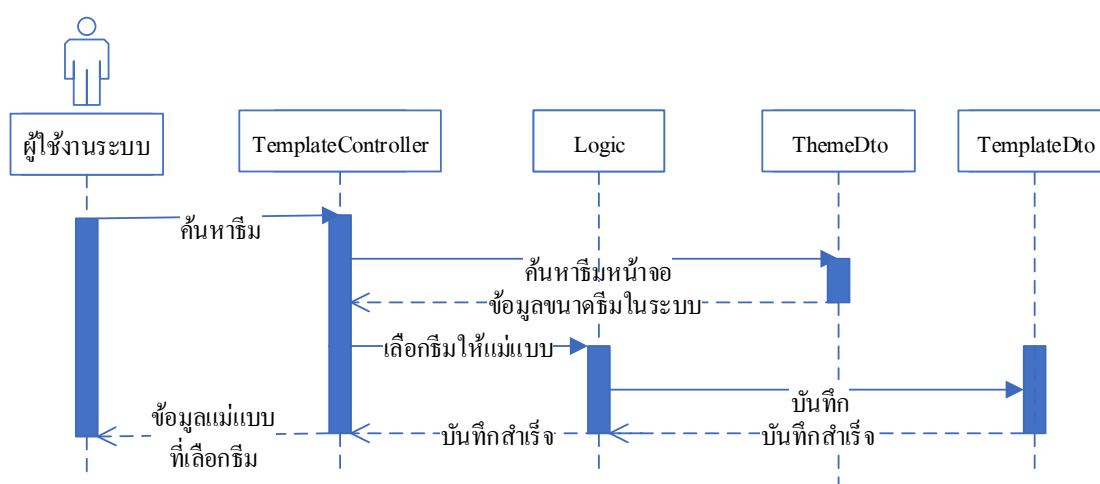 ผู้ใช้งานระบบ
TemplateController
Logic
ThemeDto
TemplateDto
ค้นหาธีม
ค้นหาธีมหน้าจอ
ข้อมูลขนาดธีมในระบบ
เลือกธีมให้แม่แบบ
บันทึก
ข้อมูลแม่แบบ
ที่เลือกธีม
บันทึกสำเร็จ
บันทึกสำเร็จ